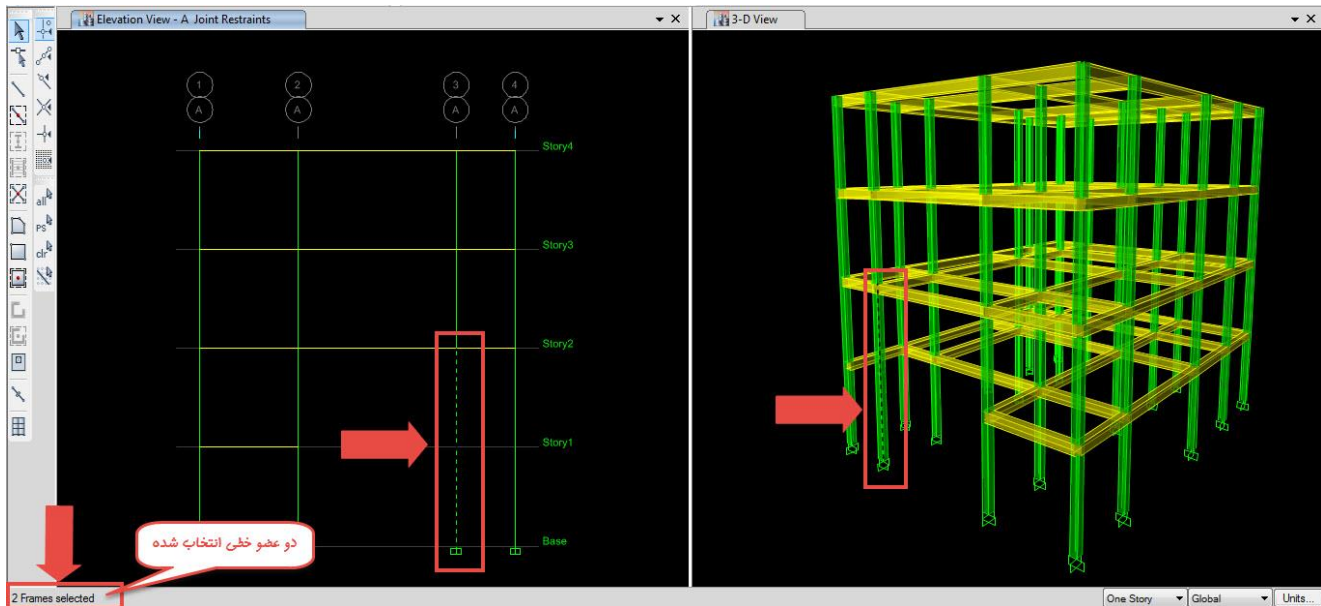 Elevation View - A Joint Restraints
3-D View
1
2
3
4
A
A
A
A
Story4
Story3
Story2
Story1
Base
all
PS
clr
دو عضو خطی انتخاب شده
2 Frames selected
One Story
Global
Units...